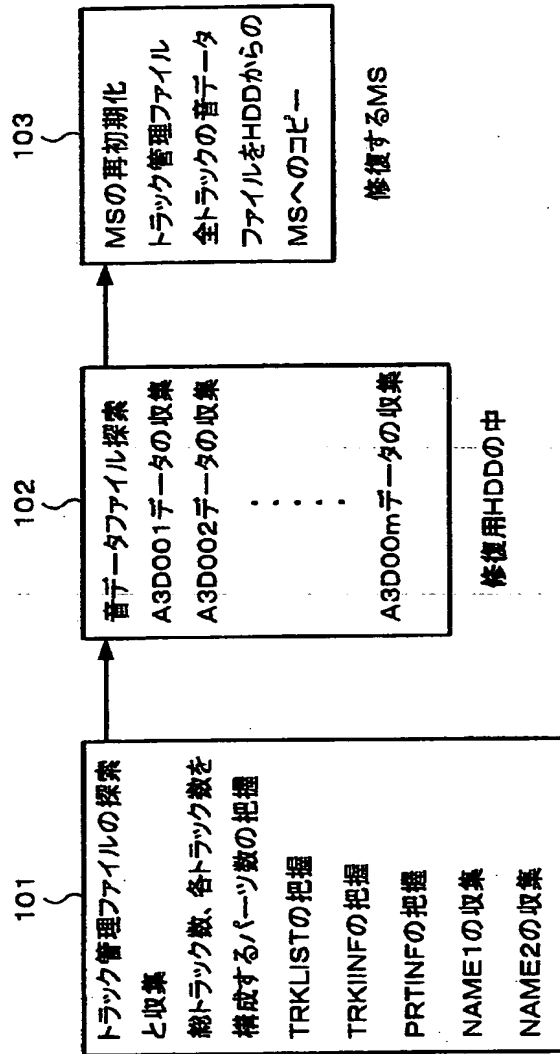 101
トラック管理ファイルの探索
と収集
総トラック数、各トラック数を
構成するパーツ数の把握
TRKLISTの把握
TRKIINFの把握
PRTINFの把握
NAME1の収集
NAME2の収集
102
音データファイル探索
A3D001データの収集
A3D002データの収集
・・・・・
A3D00mデータの収集
修復用HDDの中
103
MSの再初期化
トラック管理ファイル
全トラックの音データ
ファイルをHDDからの
MSへのコピー
修復するMS